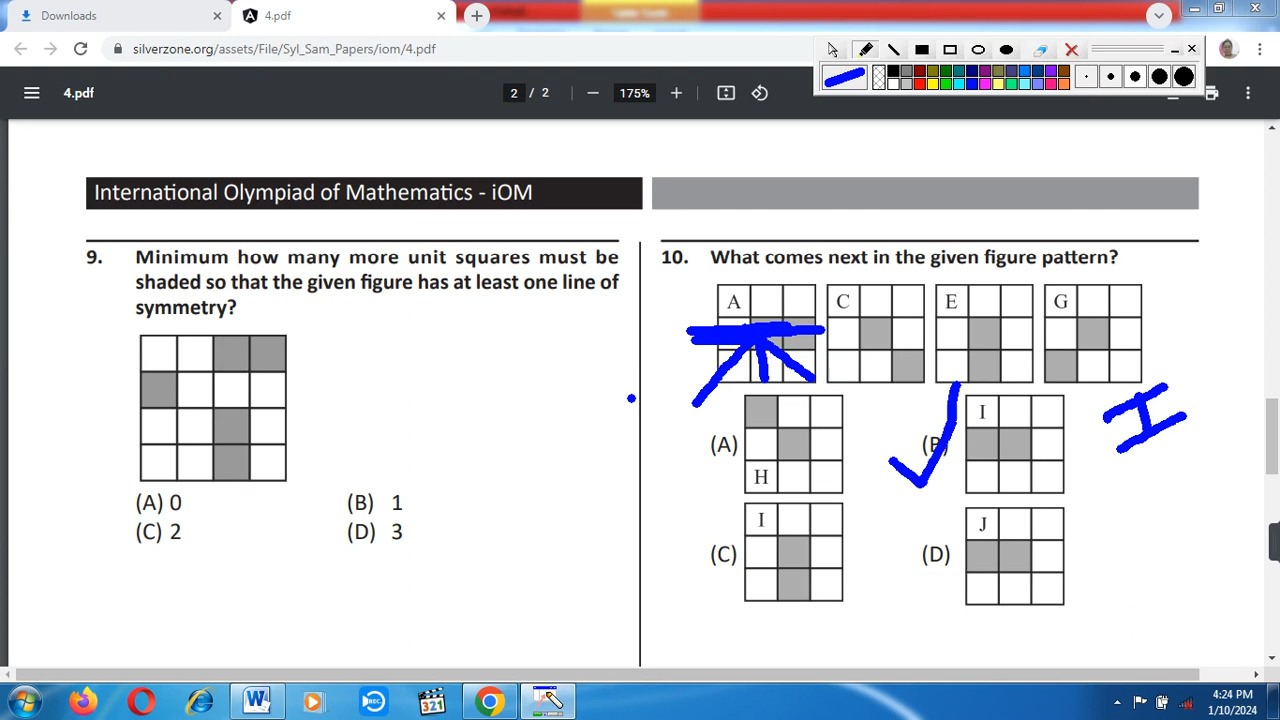 Downloads
4.pdf
silverzone.org/assets/File/Syl_Sam_Papers/iom/4.pdf
4.pdf
2 / 2
175%
International Olympiad of Mathematics - iOM
9. Minimum how many more unit squares must be
shaded so that the given figure has at least one line of
symmetry?
(A) 0
(B) 1
(C) 2
(D) 3
10. What comes next in the given figure pattern?
A
C
E
G
(A)
H
(B)
I
I
(C)
I
(D)
J
W
REC
321
4:24 PM
1/10/2024